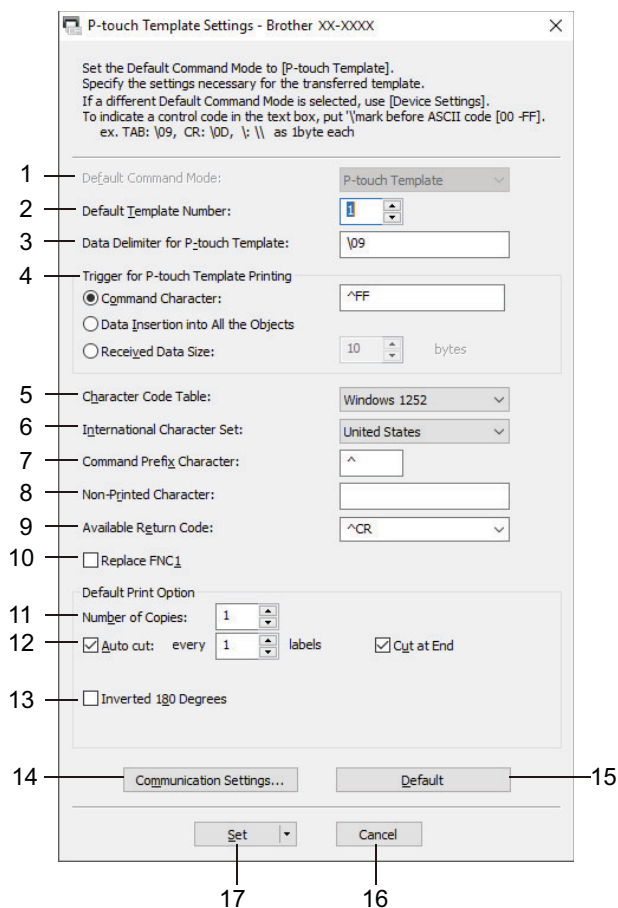 P-touch Template Settings - Brother XX-XXXX
Set the Default Command Mode to [P-touch Template].
Specify the settings necessary for the transferred template.
If a different Default Command Mode is selected, use [Device Settings].
To indicate a control code in the text box, put '\'mark before ASCII code [00 -FF].
ex. TAB: \09, CR: \0D, \: \\ as 1byte each
1 Default Command Mode: P-touch Template
2 Default Template Number: 1
3 Data Delimiter for P-touch Template: \09
4 Trigger for P-touch Template Printing
Command Character: ^FF
Data Insertion into All the Objects
Received Data Size: 10 bytes
5 Character Code Table: Windows 1252
6 International Character Set: United States
7 Command Prefix Character: ^
8 Non-Printed Character:
9 Available Return Code: ^CR
10 Replace FNC1
Default Print Option
11 Number of Copies: 1
12 Auto cut: every 1 labels Cut at End
13 Inverted 180 Degrees
14 Communication Settings... Default 15
Set Cancel
17 16